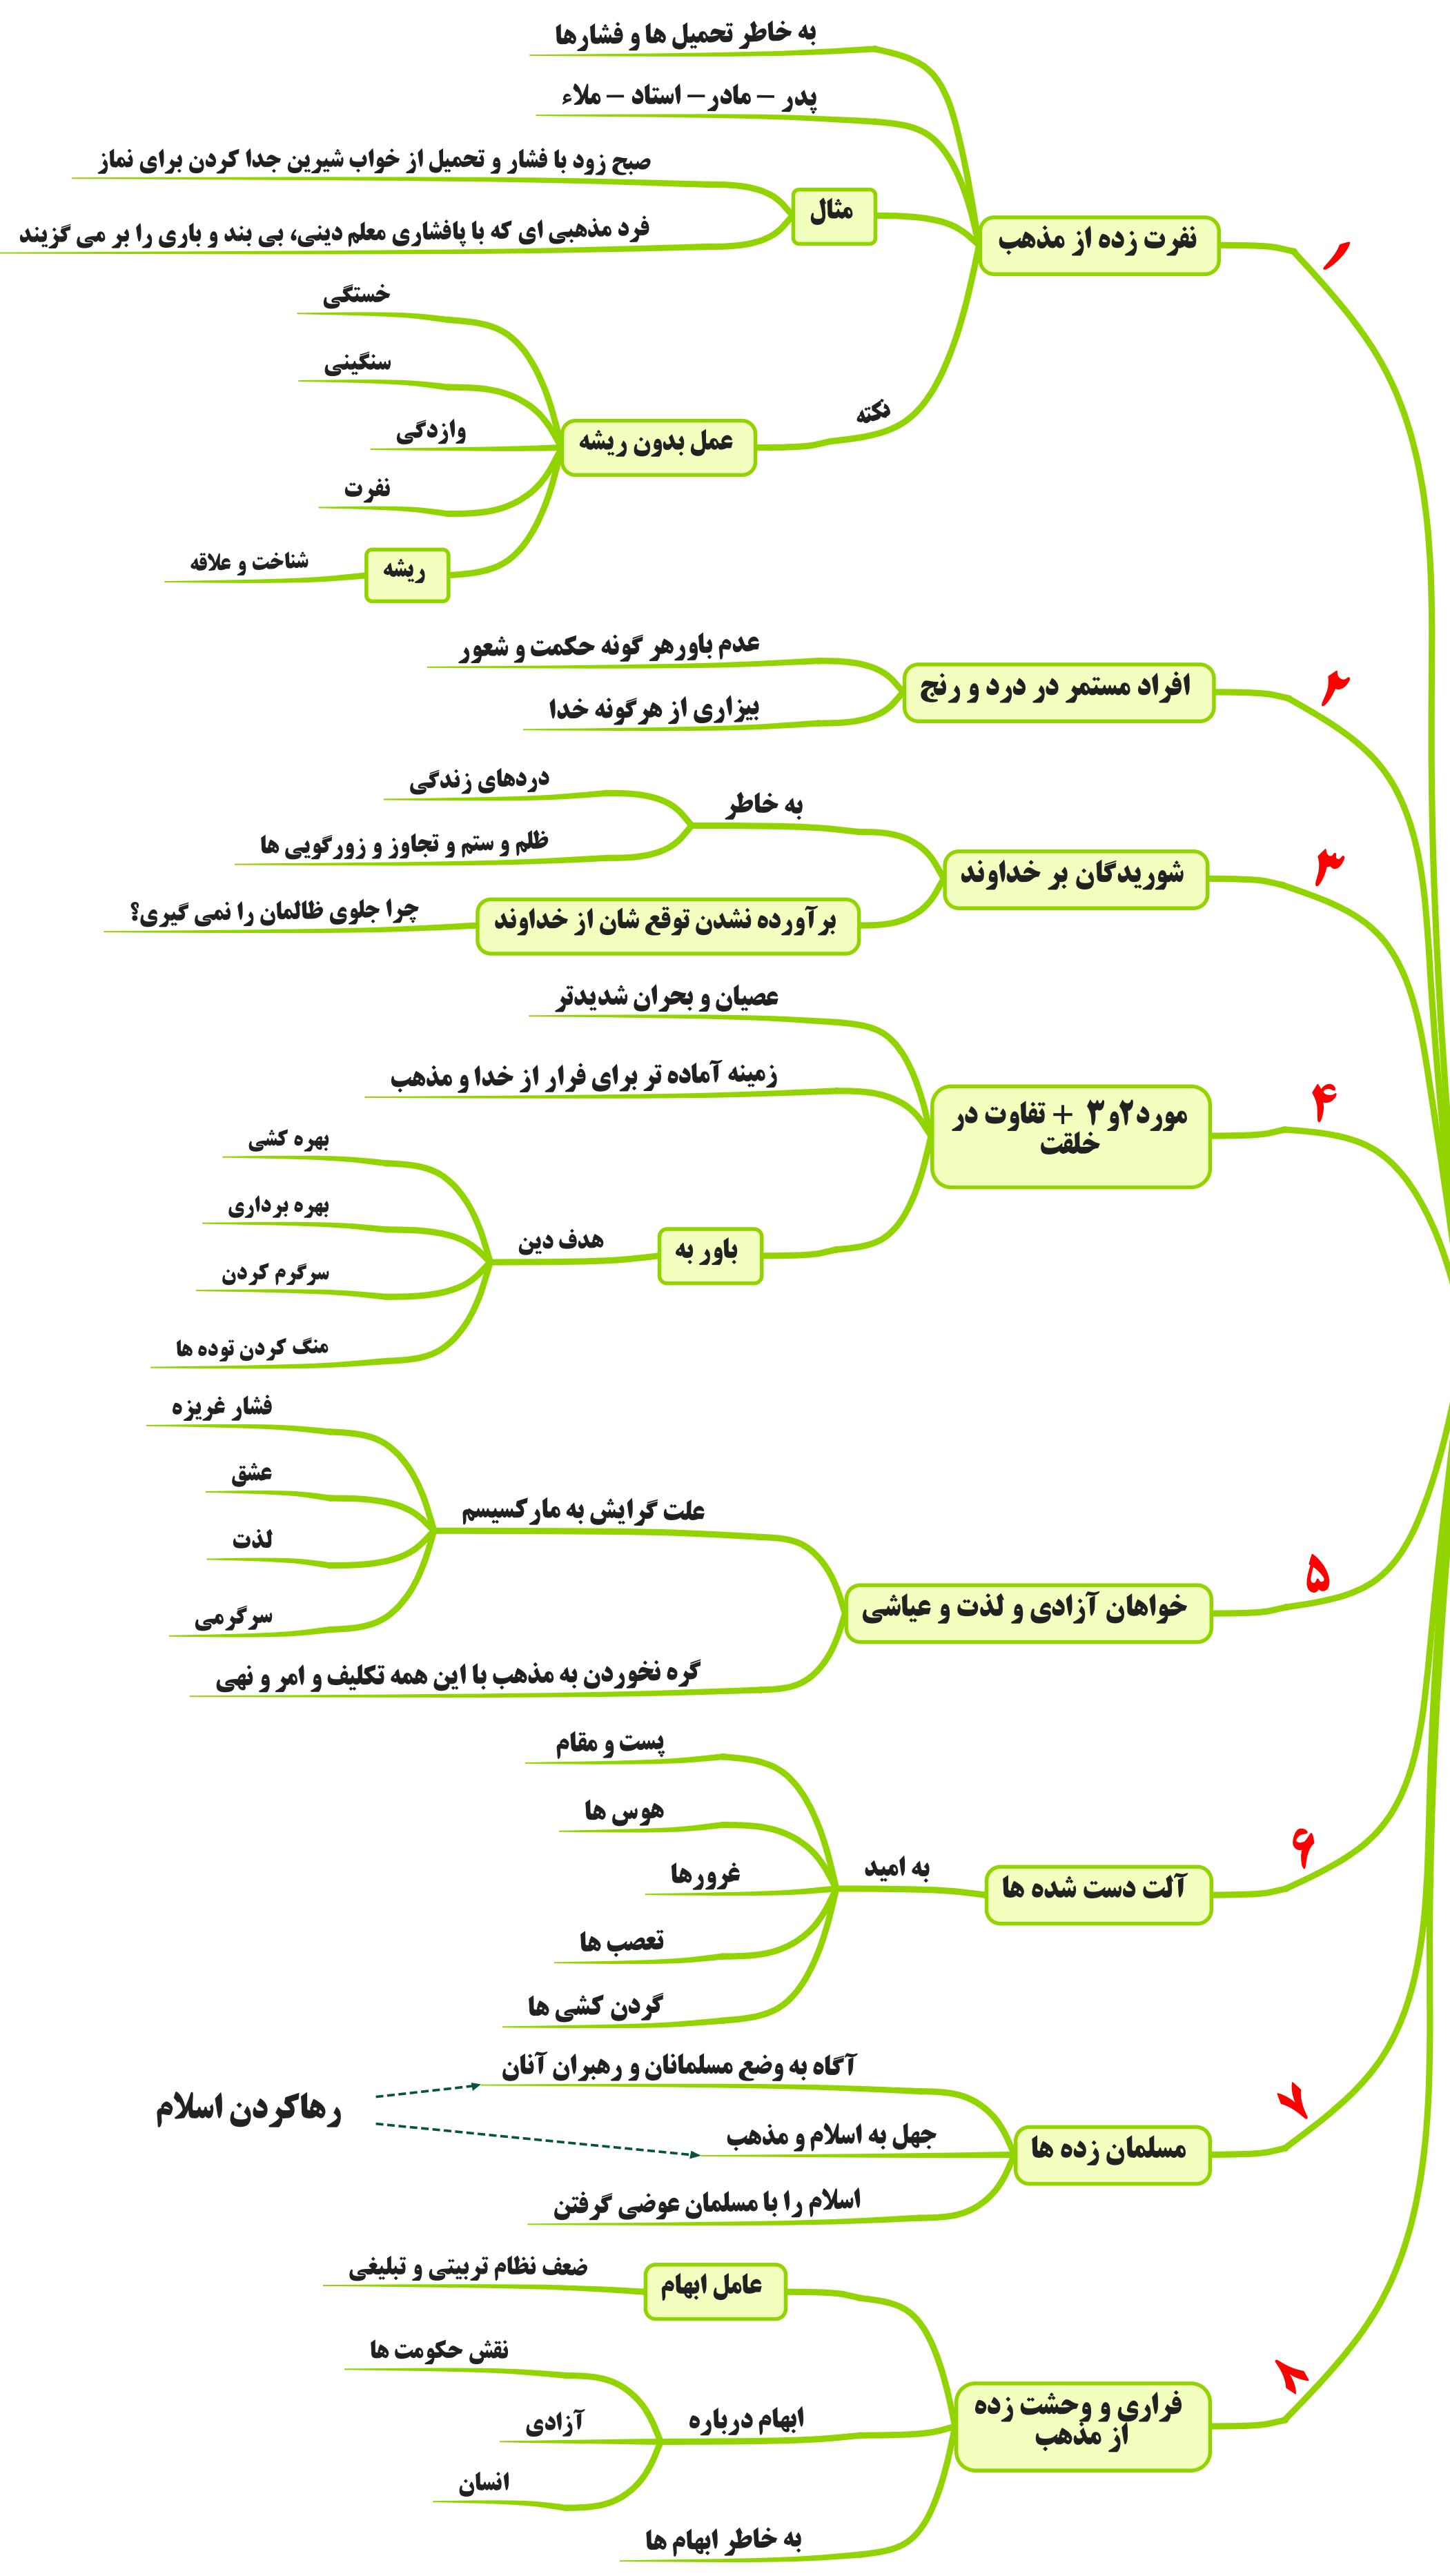 ۱
نفرت زده از مذهب
به خاطر تحمیل ها و فشارها
پدر – مادر– استاد – ملاء
مثال
صبح زود با فشار و تحمیل از خواب شیرین جدا کردن برای نماز
فرد مذهبی ای که با پافشاری معلم دینی، بی بند و باری را بر می گزیند
نکته
عمل بدون ریشه
خستگی
سنگینی
وازدگی
نفرت
ریشه
شناخت و علاقه
۲
افراد مستمر در درد و رنج
عدم باورهر گونه حکمت و شعور
بیزاری از هرگونه خدا
۳
شوریدگان بر خداوند
به خاطر
دردهای زندگی
ظلم و ستم و تجاوز و زورگویی ها
برآورده نشدن توقع شان از خداوند
چرا جلوی ظالمان را نمی گیری؟
۴
مورد۲و۳ + تفاوت در
خلقت
عصیان و بحران شدیدتر
زمینه آماده تر برای فرار از خدا و مذهب
باور به
هدف دین
بهره کشی
بهره برداری
سرگرم کردن
منگ کردن توده ها
۵
خواهان آزادی و لذت و عیاشی
علت گرایش به مارکسیسم
فشار غریزه
عشق
لذت
سرگرمی
گره نخوردن به مذهب با این همه تکلیف و امر و نهی
۶
آلت دست شده ها
به امید
پست و مقام
هوس ها
غرورها
تعصب ها
گردن کشی ها
۷
مسلمان زده ها
آگاه به وضع مسلمانان و رهبران آنان
جهل به اسلام و مذهب
رهاکردن اسلام
اسلام را با مسلمان عوضی گرفتن
۸
فراری و وحشت زده
از مذهب
عامل ابهام
ضعف نظام تربیتی و تبلیغی
ابهام درباره
نقش حکومت ها
آزادی
انسان
به خاطر ابهام ها